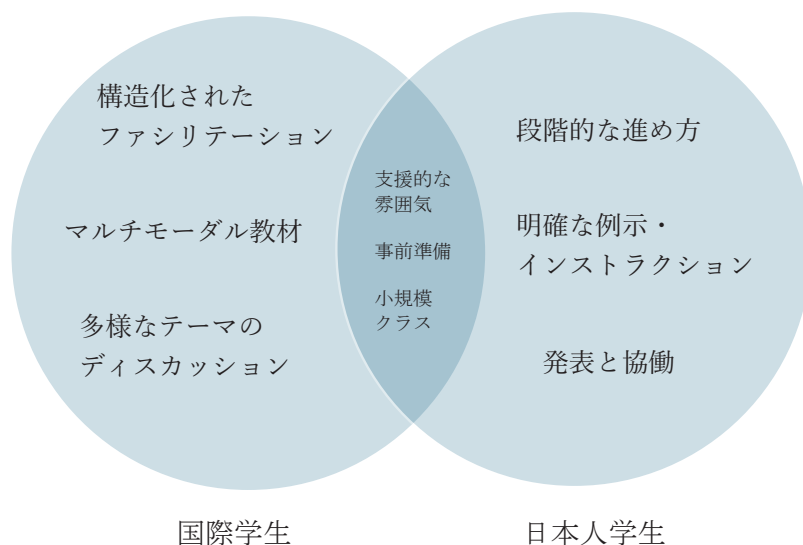 構造化された
ファシリテーション
マルチモーダル教材
多様なテーマの
ディスカッション
支援的な
雰囲気
事前準備
小規模
クラス
段階的な進め方
明確な例示・
インストラクション
発表と協働
国際学生
日本人学生